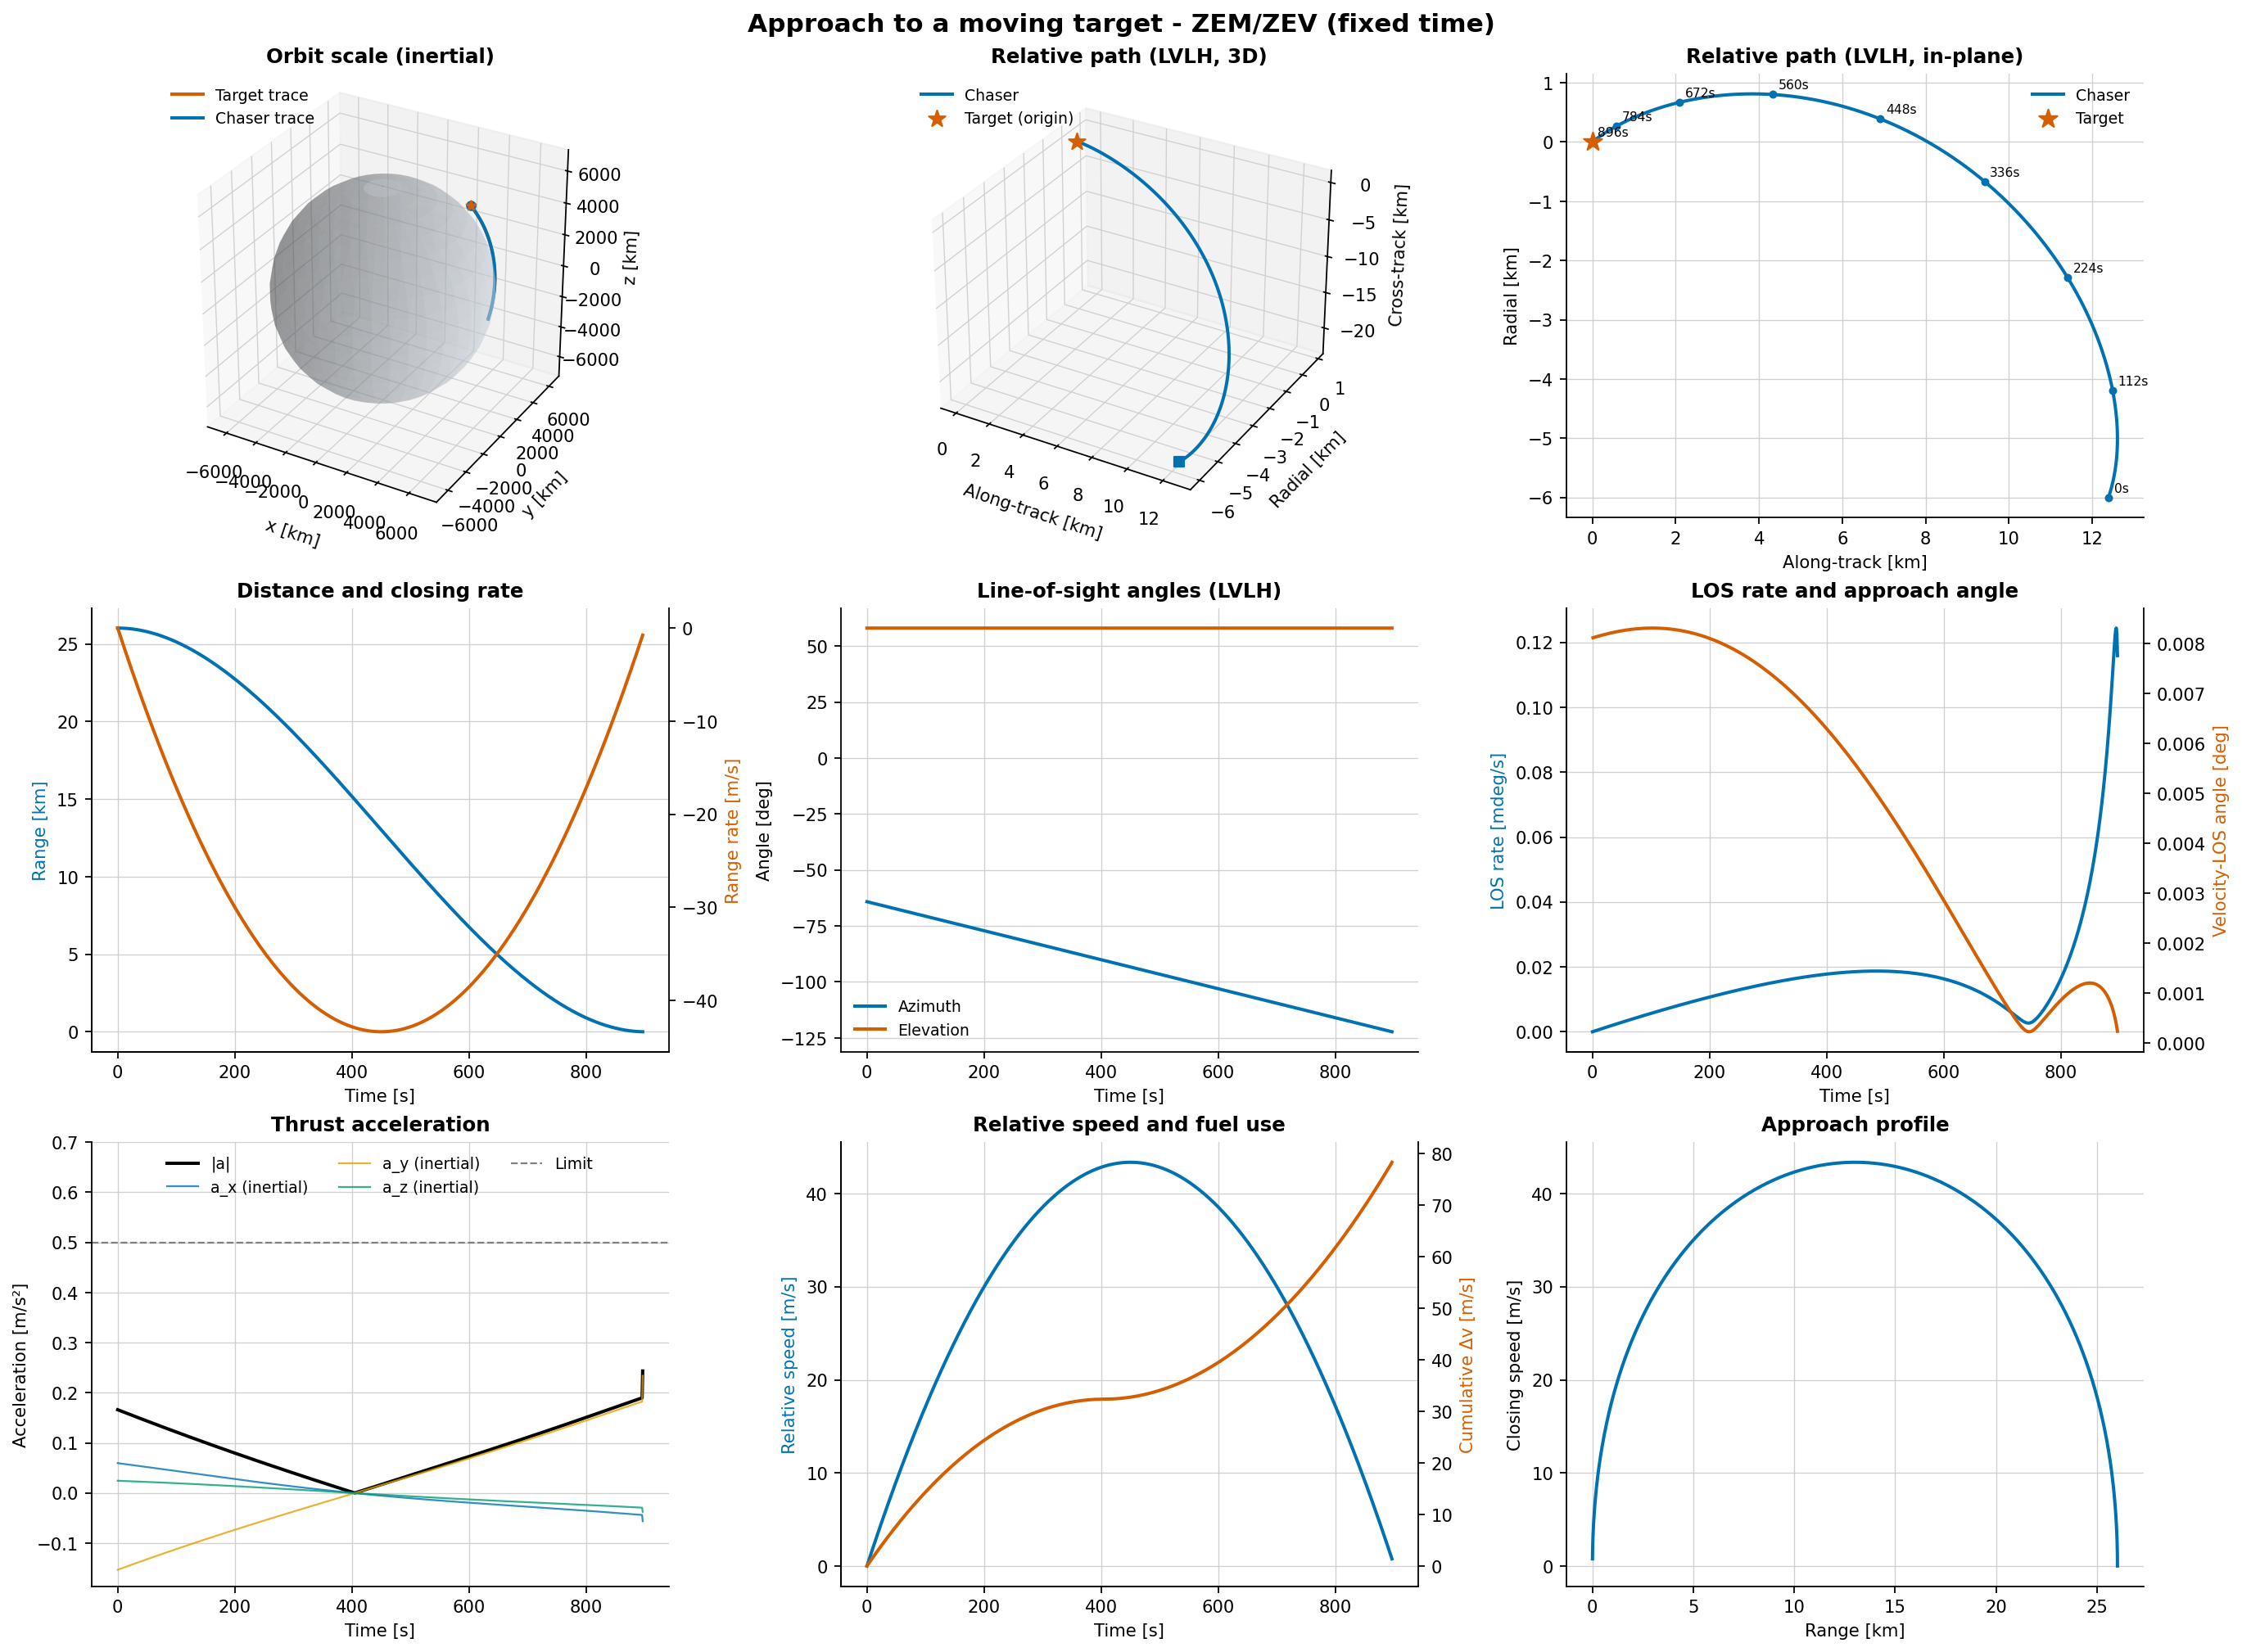 Approach to a moving target - ZEM/ZEV (fixed time)
Orbit scale (inertial)
Target trace
Chaser trace
6000
4000
2000
0
−2000
−4000
−6000
z [km]
−6000
−4000
−2000
0
2000
4000
6000
x [km]
6000
4000
2000
0
−2000
−4000
−6000
y [km]
Relative path (LVLH, 3D)
Chaser
Target (origin)
0
−5
−10
−15
−20
Cross-track [km]
0
2
4
6
8
10
12
Along-track [km]
1
0
−1
−2
−3
−4
−5
−6
Radial [km]
Relative path (LVLH, in-plane)
Chaser
Target
1
0
−1
−2
−3
−4
−5
−6
Radial [km]
896s
784s
672s
560s
448s
336s
224s
112s
0s
0 2 4 6 8 10 12
Along-track [km]
Distance and closing rate
25
20
15
10
5
0
Range [km]
0
−10
−20
−30
−40
Range rate [m/s]
0 200 400 600 800
Time [s]
Line-of-sight angles (LVLH)
50
25
0
−25
−50
−75
−100
−125
Angle [deg]
Azimuth
Elevation
0 200 400 600 800
Time [s]
LOS rate and approach angle
0.12
0.10
0.08
0.06
0.04
0.02
0.00
LOS rate [mdeg/s]
0.008
0.007
0.006
0.005
0.004
0.003
0.002
0.001
0.000
Velocity-LOS angle [deg]
0 200 400 600 800
Time [s]
Thrust acceleration
|a|
a_x (inertial)
a_y (inertial)
a_z (inertial)
Limit
0.7
0.6
0.5
0.4
0.3
0.2
0.1
0.0
−0.1
Acceleration [m/s²]
0 200 400 600 800
Time [s]
Relative speed and fuel use
40
30
20
10
0
Relative speed [m/s]
80
70
60
50
40
30
20
10
0
Cumulative Δv [m/s]
0 200 400 600 800
Time [s]
Approach profile
40
30
20
10
0
Closing speed [m/s]
0 5 10 15 20 25
Range [km]